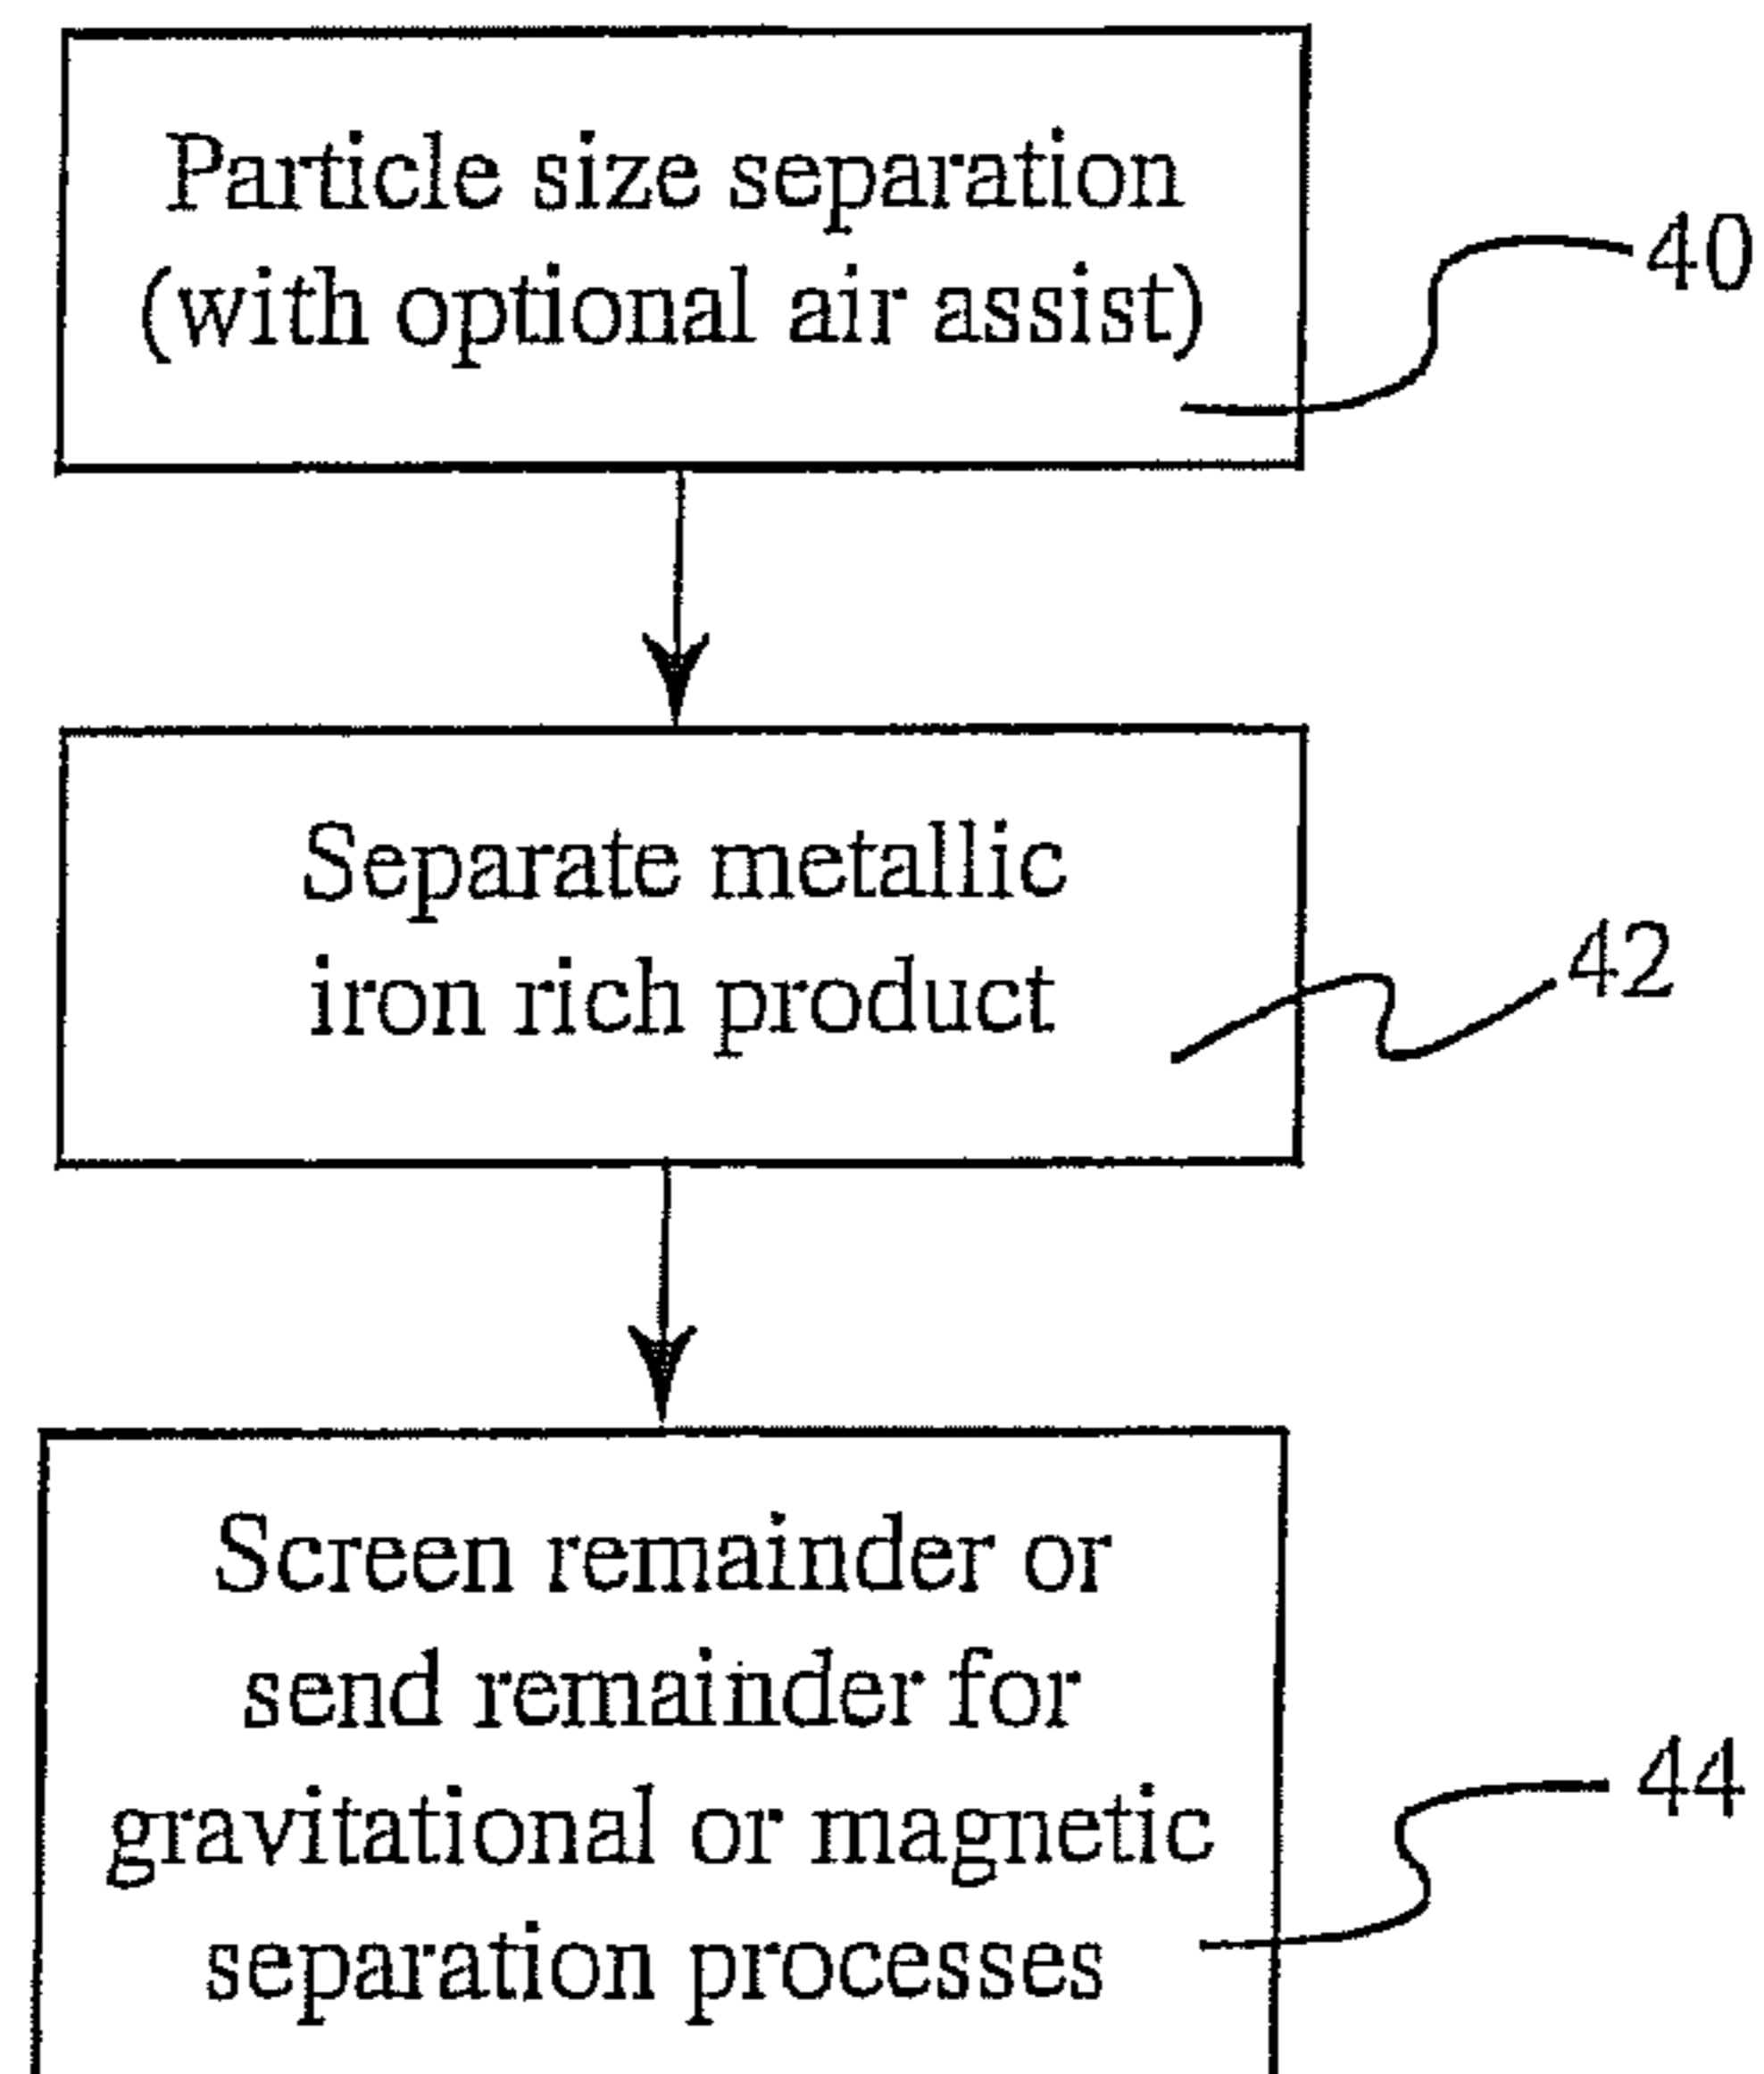 Particle size separation
(with optional air assist)
40
Separate metallic
iron rich product
42
Screen remainder or
send remainder for
gravitational or magnetic
separation processes
44